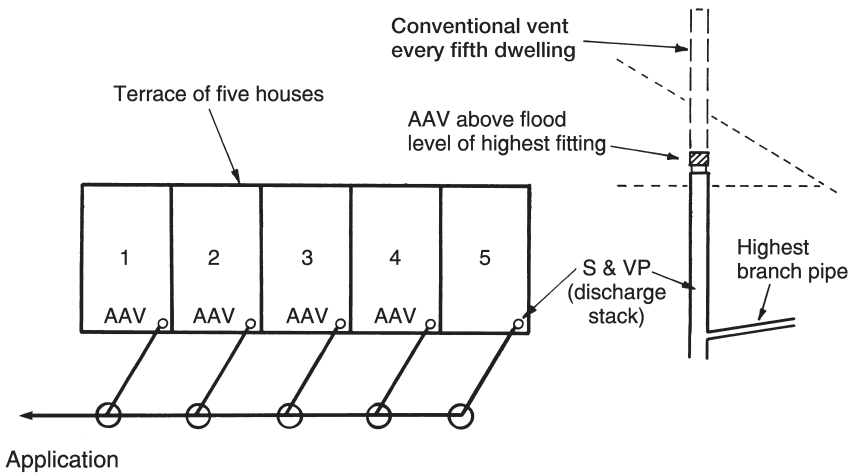 Conventional vent
every fifth dwelling
Terrace of five houses
AAV above flood
level of highest fitting
1
2
3
4
5
AAV
AAV
AAV
AAV
S & VP
(discharge
stack)
Highest
branch pipe
Application